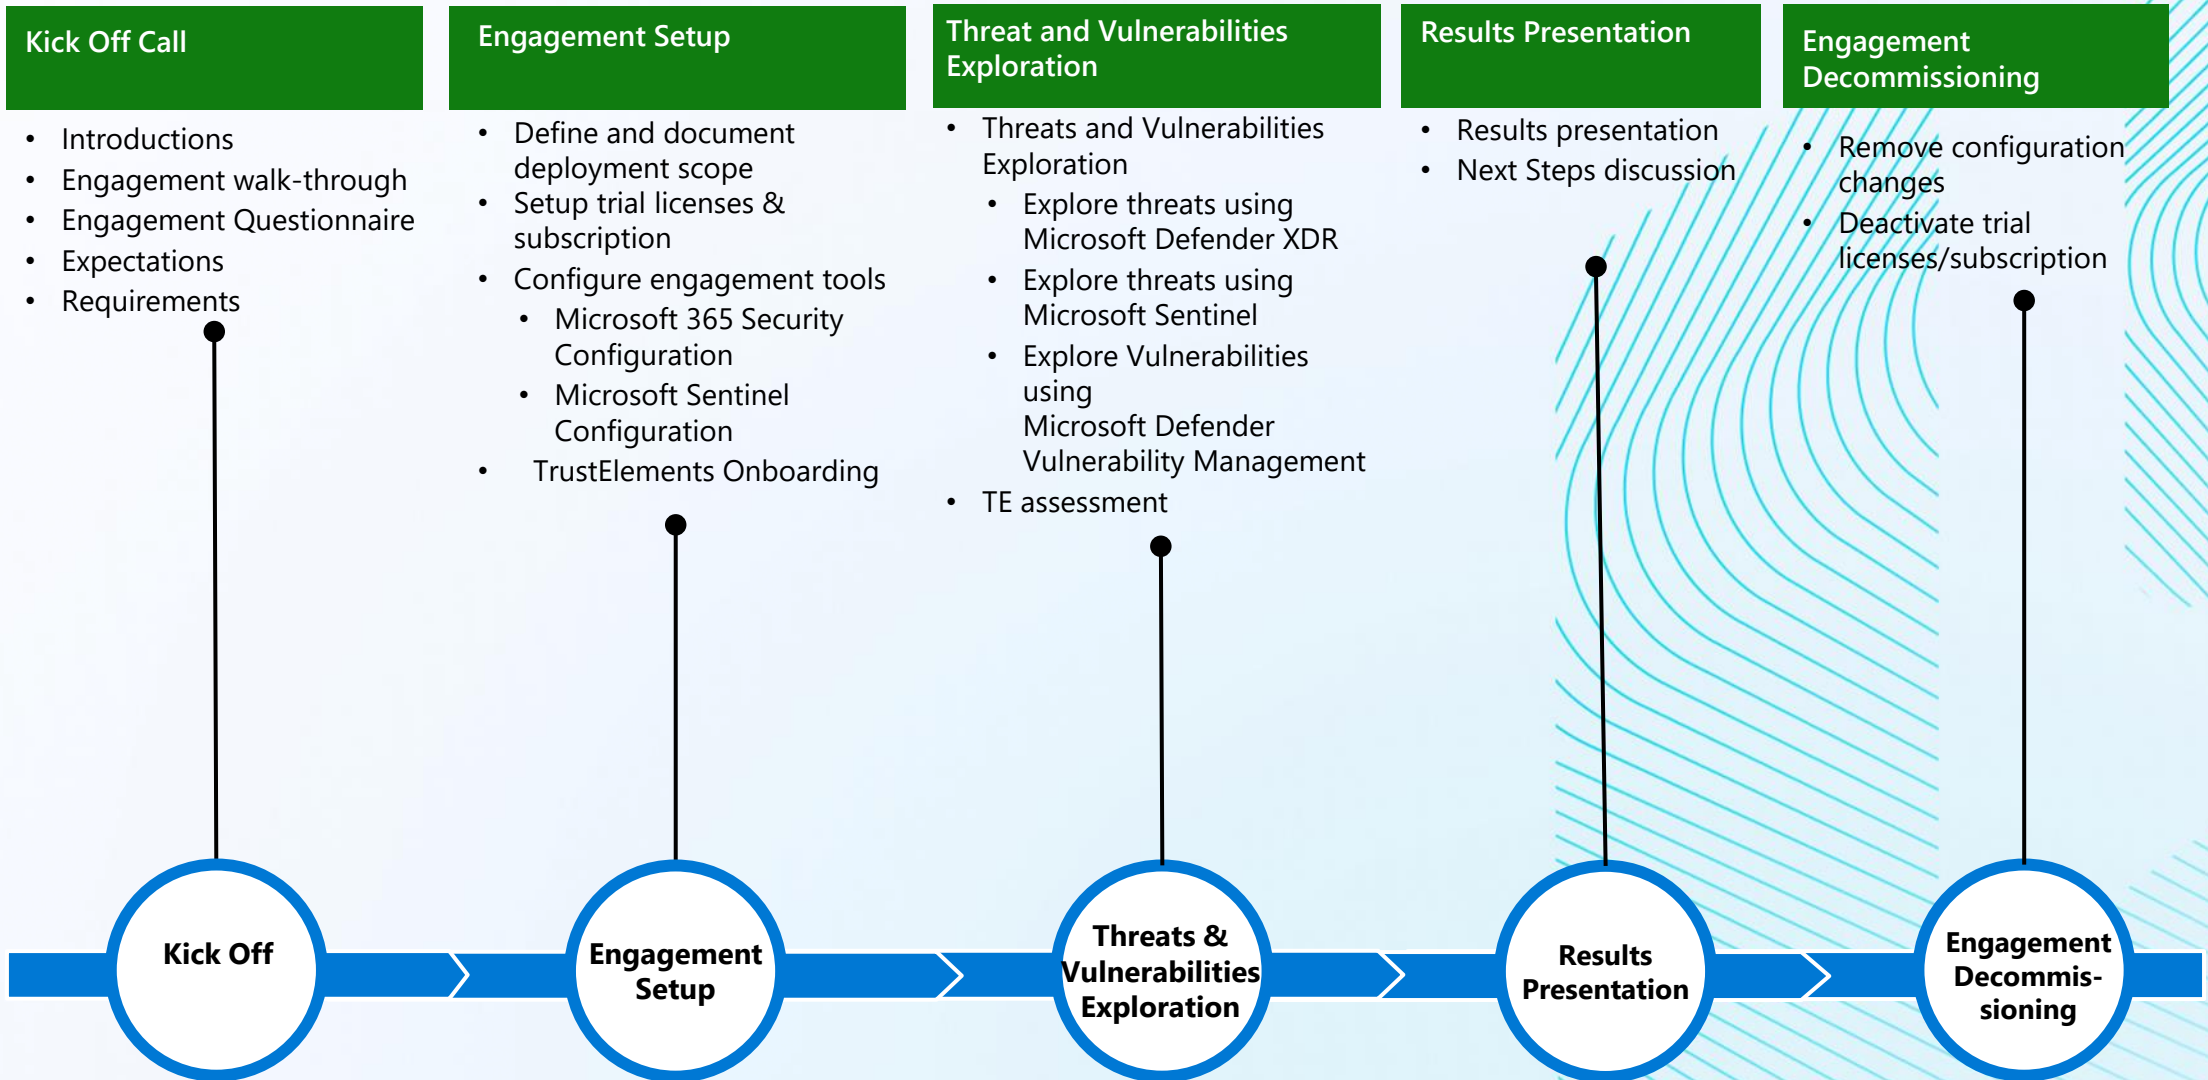 Kick Off Call
• Introductions
• Engagement walk-through
• Engagement Questionnaire
• Expectations
• Requirements
Engagement Setup
• Define and document
deployment scope
• Setup trial licenses &
subscription
• Configure engagement tools
• Microsoft 365 Security
Configuration
• Microsoft Sentinel
Configuration
• TrustElements Onboarding
Threat and Vulnerabilities
Exploration
• Threats and Vulnerabilities
Exploration
• Explore threats using
Microsoft Defender XDR
• Explore threats using
Microsoft Sentinel
• Explore Vulnerabilities
using
Microsoft Defender
Vulnerability Management
• TE assessment
Results Presentation
• Results presentation
• Next Steps discussion
Engagement
Decommissioning
• Remove configuration
changes
• Deactivate trial
licenses/subscription
Kick Off
Engagement
Setup
Threats &
Vulnerabilities
Exploration
Results
Presentation
Engagement
Decommis-
sioning